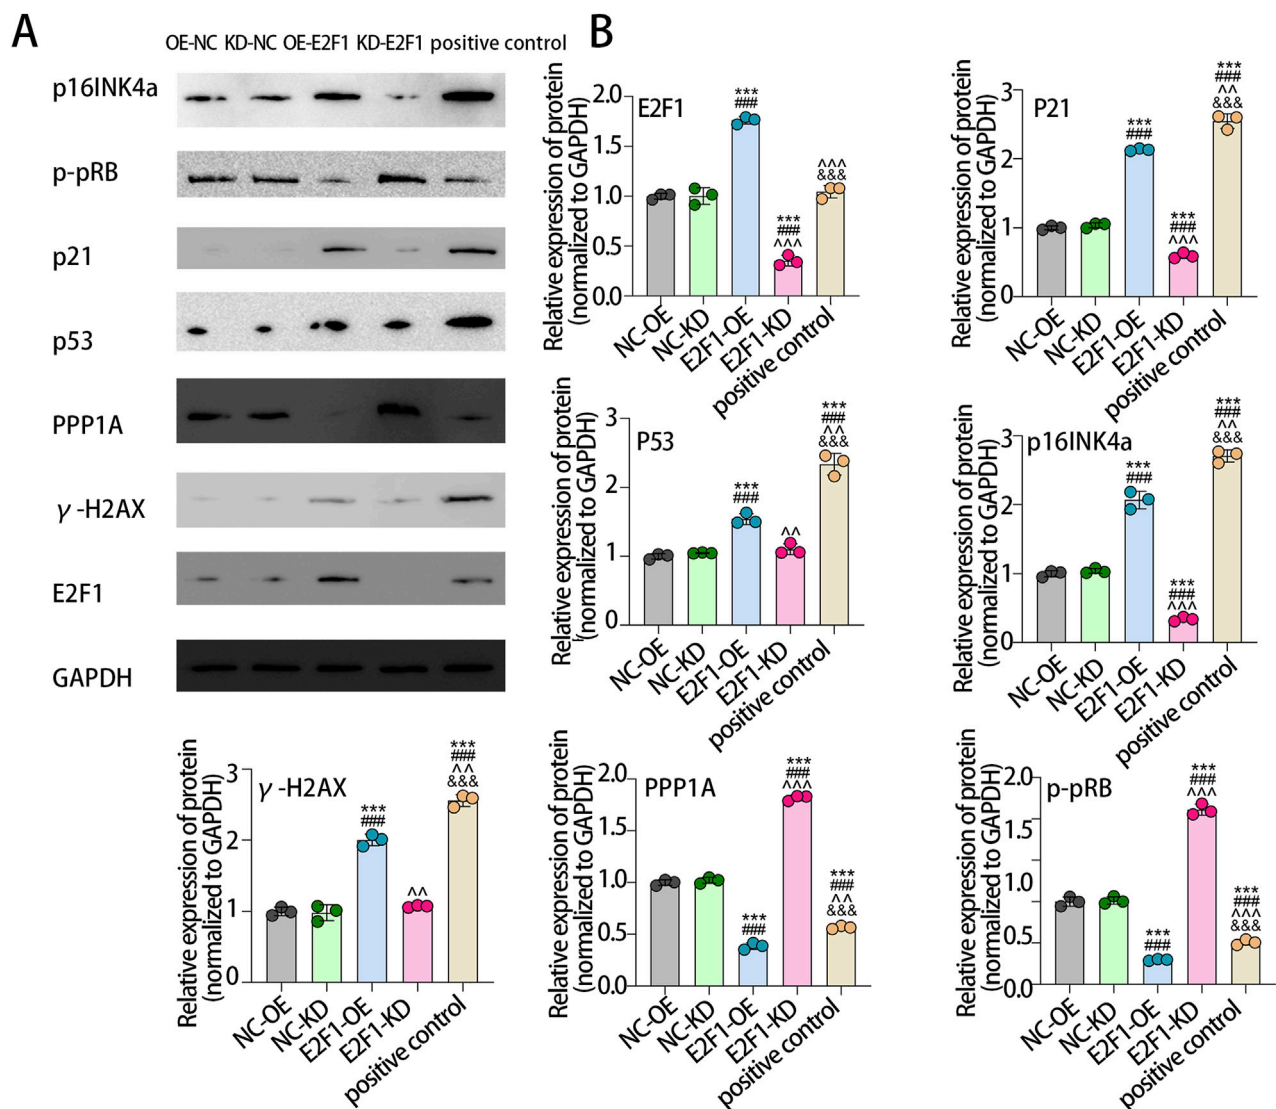 A
OE-NC KD-NC OE-E2F1 KD-E2F1 positive control
p16INK4a
p-pRB
p21
p53
PPP1A
γ-H2AX
E2F1
GAPDH
B
Relative expression of protein
(normalized to GAPDH)
E2F1
2.0
1.5
1.0
0.5
0.0
***
###
***
###
^^^
^^^
&&&
NC-OE
NC-KD
E2F1-OE
E2F1-KD
positive control
Relative expression of protein
(normalized to GAPDH)
P21
3
2
1
0
***
###
***
###
^^^
***
###
^^
&&&
NC-OE
NC-KD
E2F1-OE
E2F1-KD
positive control
Relative expression of protein
(normalized to GAPDH)
P53
3
2
1
0
***
###
^^
***
###
^^
&&&
NC-OE
NC-KD
E2F1-OE
E2F1-KD
positive control
Relative expression of protein
(normalized to GAPDH)
p16INK4a
3
2
1
0
***
###
***
###
^^^
***
###
^^
&&&
NC-OE
NC-KD
E2F1-OE
E2F1-KD
positive control
Relative expression of protein
(normalized to GAPDH)
γ-H2AX
3
2
1
0
***
###
^^
***
###
^^
&&&
NC-OE
NC-KD
E2F1-OE
E2F1-KD
positive control
Relative expression of protein
(normalized to GAPDH)
PPP1A
2.0
1.5
1.0
0.5
0.0
***
###
***
###
^^^
***
###
^^
&&&
NC-OE
NC-KD
E2F1-OE
E2F1-KD
positive control
Relative expression of protein
(normalized to GAPDH)
p-pRB
2.0
1.5
1.0
0.5
0.0
***
###
***
###
^^^
***
###
^^^
&&&
NC-OE
NC-KD
E2F1-OE
E2F1-KD
positive control